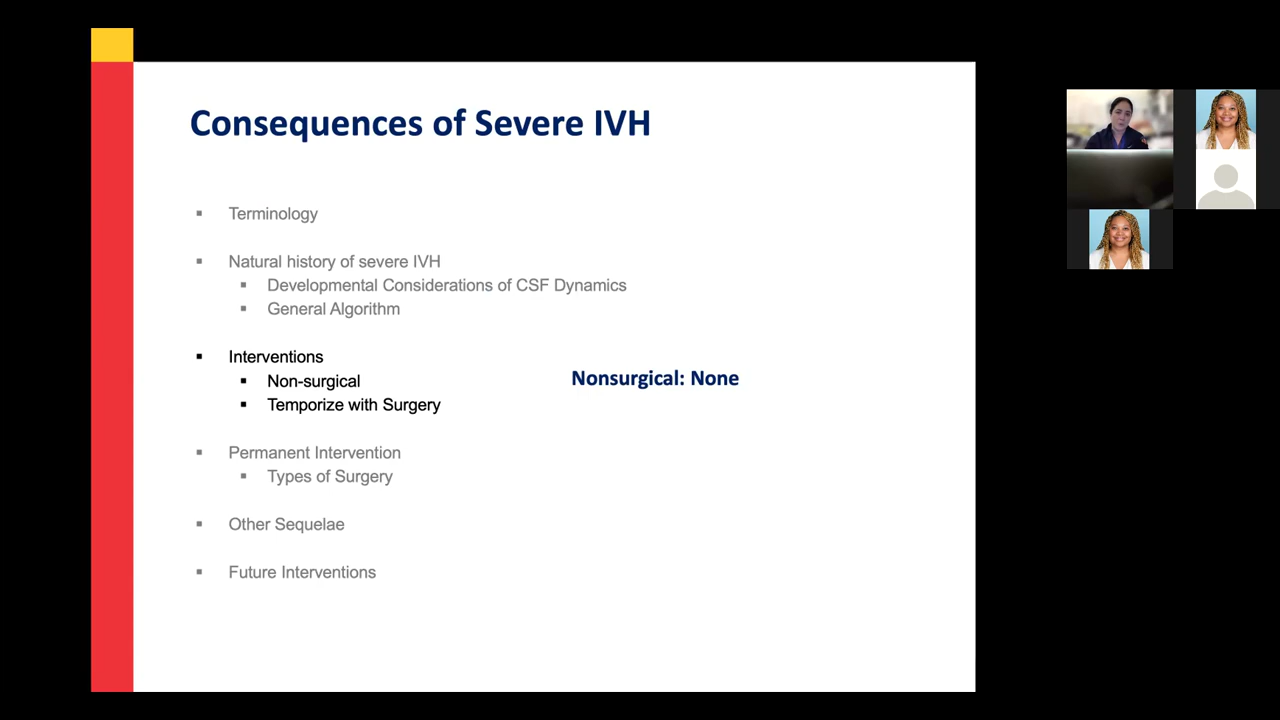 Consequences of Severe IVH
▪ Terminology
▪ Natural history of severe IVH
▪ Developmental Considerations of CSF Dynamics
▪ General Algorithm
▪ Interventions
▪ Non-surgical
Nonsurgical: None
▪ Temporize with Surgery
▪ Permanent Intervention
▪ Types of Surgery
▪ Other Sequelae
▪ Future Interventions